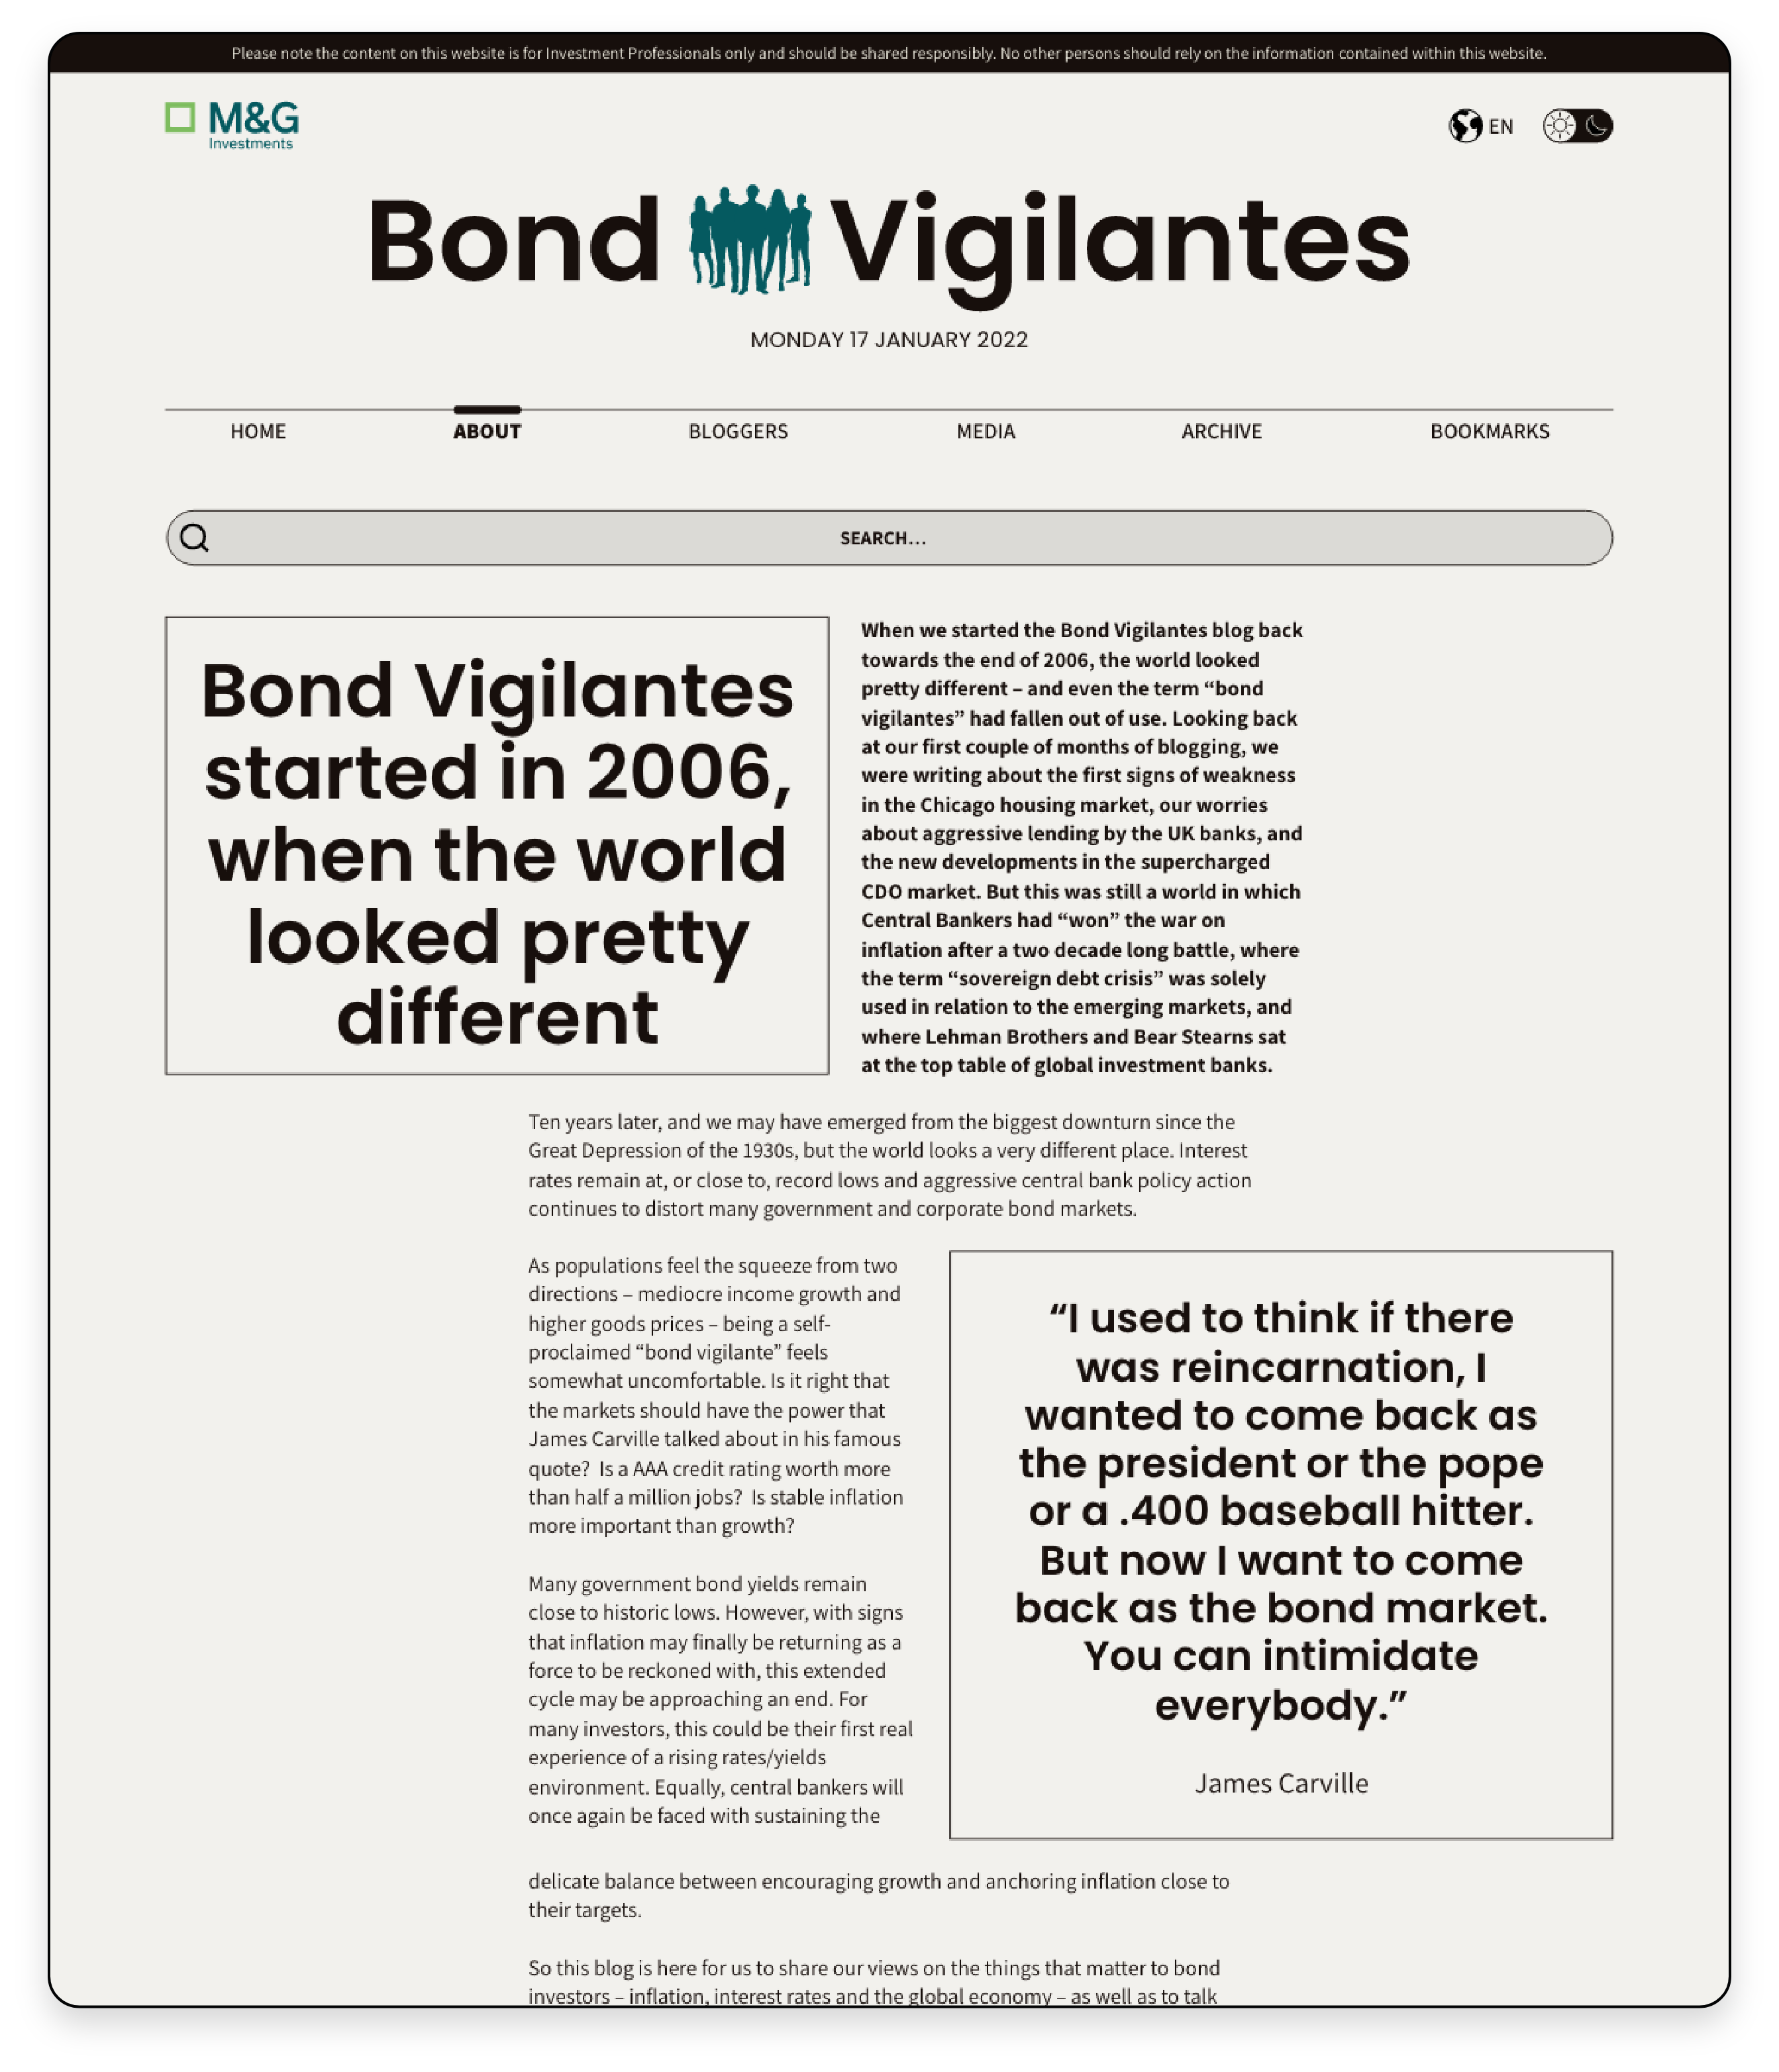 Please note the content on this website is for Investment Professionals only and should be shared responsibly. No other persons should rely on the information contained within this website.
M&G
Investments
EN
Bond Vigilantes
MONDAY 17 JANUARY 2022
HOME ABOUT BLOGGERS MEDIA ARCHIVE BOOKMARKS
SEARCH...
Bond Vigilantes
started in 2006,
when the world
looked pretty
different
When we started the Bond Vigilantes blog back
towards the end of 2006, the world looked
pretty different – and even the term “bond
vigilantes” had fallen out of use. Looking back
at our first couple of months of blogging, we
were writing about the first signs of weakness
in the Chicago housing market, our worries
about aggressive lending by the UK banks, and
the new developments in the supercharged
CDO market. But this was still a world in which
Central Bankers had “won” the war on
inflation after a two decade long battle, where
the term “sovereign debt crisis” was solely
used in relation to the emerging markets, and
where Lehman Brothers and Bear Stearns sat
at the top table of global investment banks.
Ten years later, and we may have emerged from the biggest downturn since the
Great Depression of the 1930s, but the world looks a very different place. Interest
rates remain at, or close to, record lows and aggressive central bank policy action
continues to distort many government and corporate bond markets.
As populations feel the squeeze from two
directions – mediocre income growth and
higher goods prices – being a self-
proclaimed “bond vigilante” feels
somewhat uncomfortable. Is it right that
the markets should have the power that
James Carville talked about in his famous
quote?  Is a AAA credit rating worth more
than half a million jobs?  Is stable inflation
more important than growth?
Many government bond yields remain
close to historic lows. However, with signs
that inflation may finally be returning as a
force to be reckoned with, this extended
cycle may be approaching an end. For
many investors, this could be their first real
experience of a rising rates/yields
environment. Equally, central bankers will
once again be faced with sustaining the
“I used to think if there
was reincarnation, I
wanted to come back as
the president or the pope
or a .400 baseball hitter.
But now I want to come
back as the bond market.
You can intimidate
everybody.”
James Carville
delicate balance between encouraging growth and anchoring inflation close to
their targets.
So this blog is here for us to share our views on the things that matter to bond
investors – inflation, interest rates and the global economy – as well as to talk